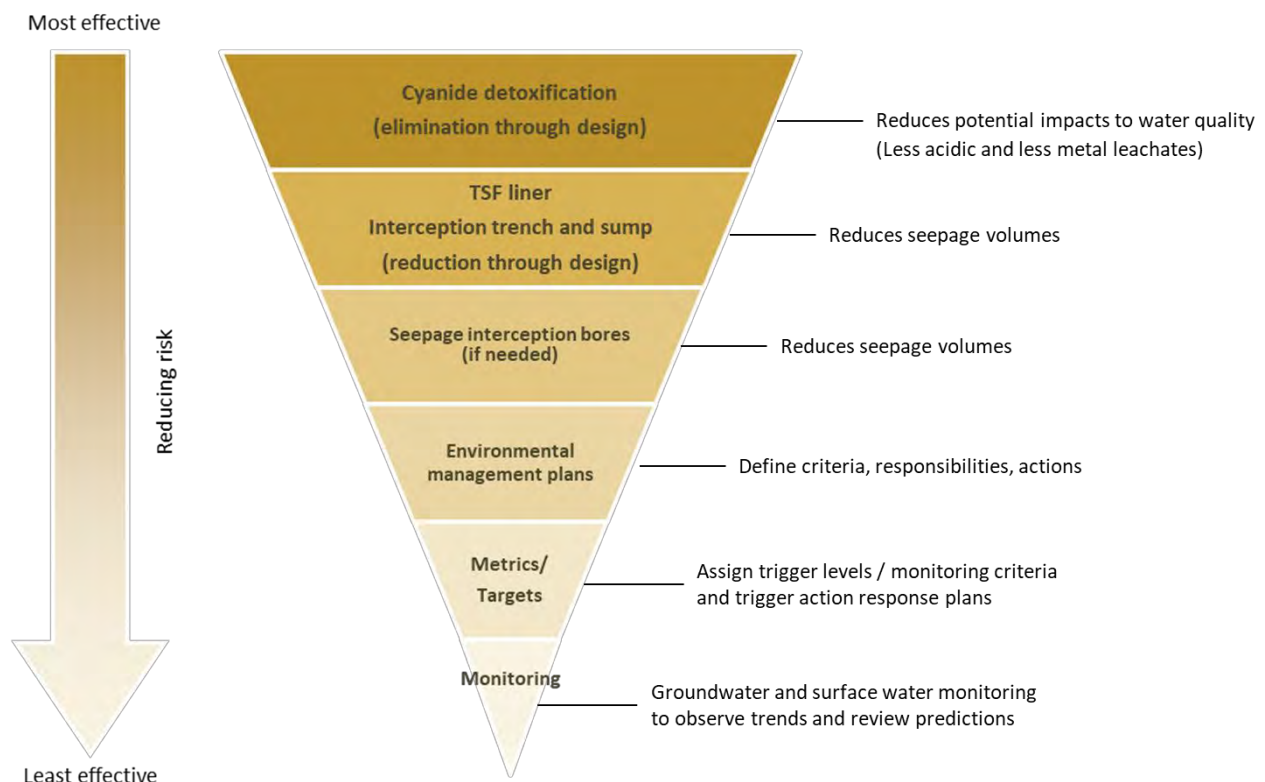 Most effective
Cyanide detoxification
(elimination through design)
Reduces potential impacts to water quality
(Less acidic and less metal leachates)
TSF liner
Interception trench and sump
(reduction through design)
Reduces seepage volumes
Seepage interception bores
(if needed)
Reduces seepage volumes
Reducing risk
Environmental
management plans
Define criteria, responsibilities, actions
Metrics/
Targets
Assign trigger levels / monitoring criteria
and trigger action response plans
Monitoring
Groundwater and surface water monitoring
to observe trends and review predictions
Least effective